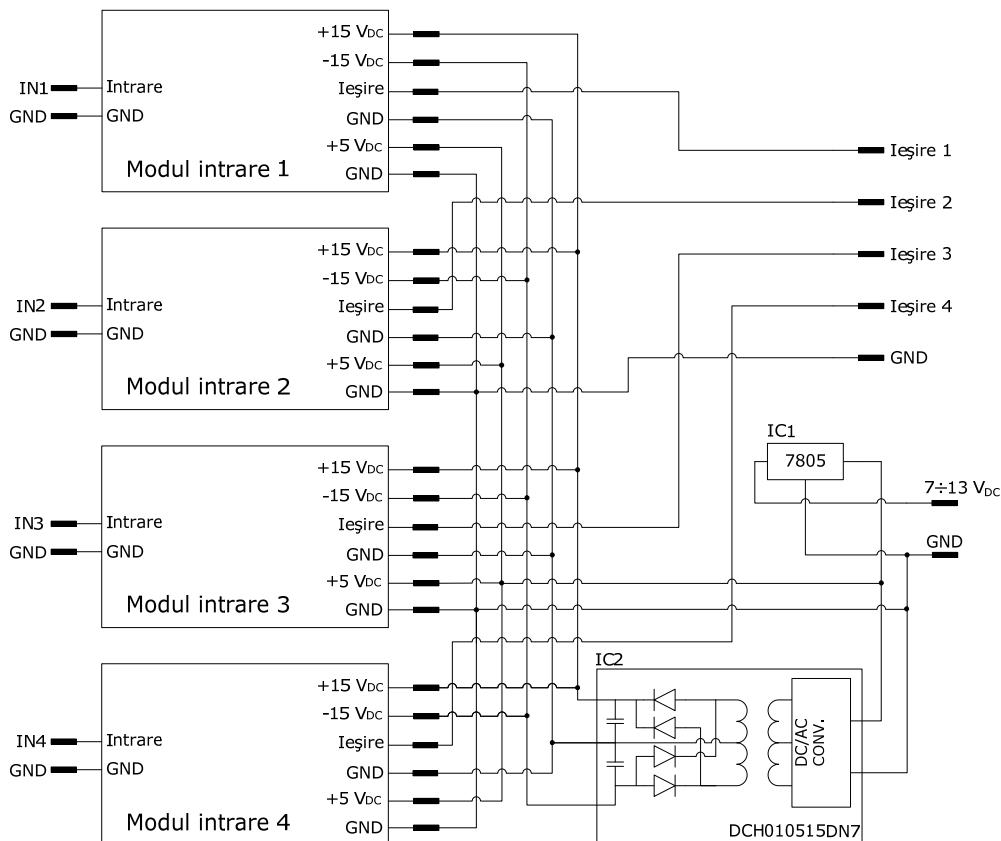 +15 VDC
-15 VDC
IN1
Intrare
Ieşire
GND
GND
GND
+5 VDC
Modul intrare 1
GND
Ieşire 1
Ieşire 2
+15 VDC
-15 VDC
Ieşire 3
IN2
Intrare
Ieşire
Ieşire 4
GND
GND
GND
+5 VDC
GND
Modul intrare 2
GND
IC1
7805
+15 VDC
-15 VDC
7÷13 VDC
IN3
Intrare
Ieşire
GND
GND
GND
GND
+5 VDC
Modul intrare 3
GND
IC2
+15 VDC
-15 VDC
IN4
Intrare
Ieşire
DC/AC
CONV.
GND
GND
GND
+5 VDC
Modul intrare 4
GND
DCH010515DN7